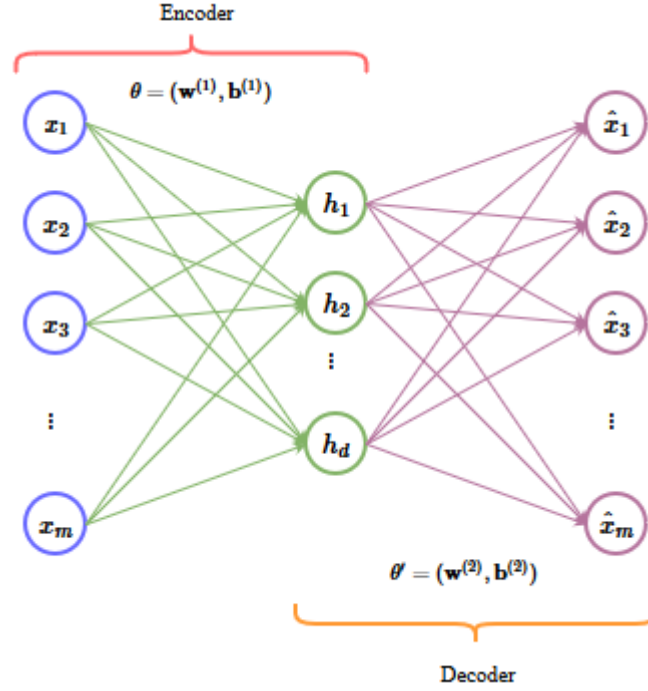 Encoder
θ = (w⁽¹⁾, b⁽¹⁾)
x₁
x₂
x₃
⋮
xₘ
h₁
h₂
⋮
h_d
x̂₁
x̂₂
x̂₃
⋮
x̂ₘ
θ′ = (w⁽²⁾, b⁽²⁾)
Decoder